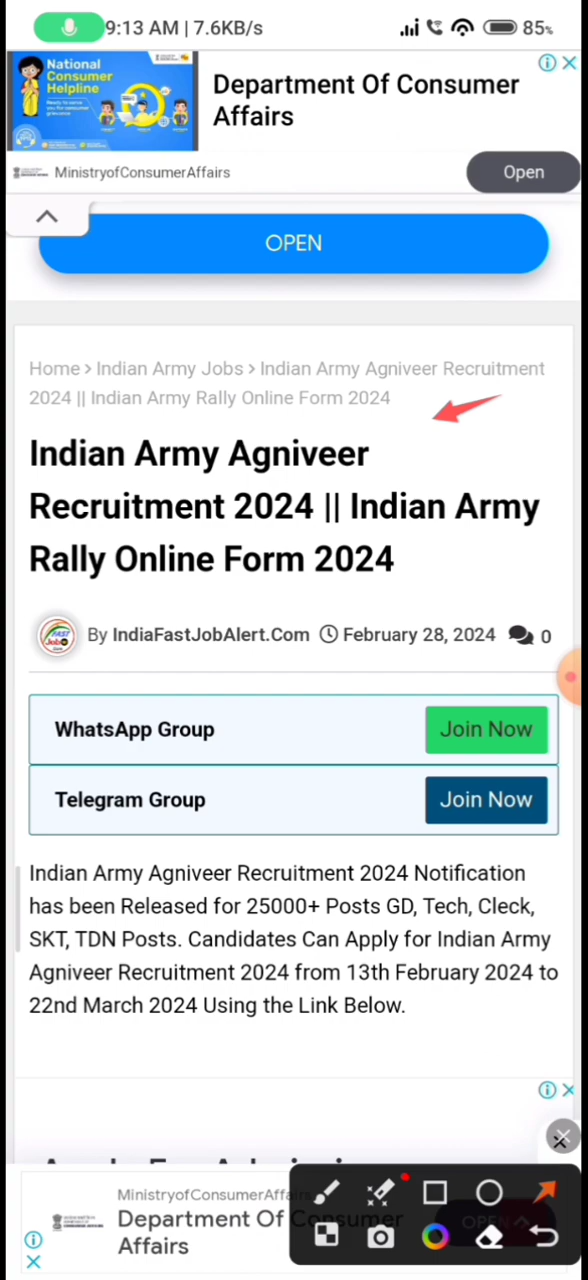 9:13 AM | 7.6KB/s
85%
National
Consumer
Helpline
Department Of Consumer
Affairs
MinistryofConsumerAffairs
Open
OPEN
Home > Indian Army Jobs > Indian Army Agniveer Recruitment
2024 || Indian Army Rally Online Form 2024
Indian Army Agniveer
Recruitment 2024 || Indian Army
Rally Online Form 2024
By IndiaFastJobAlert.Com February 28, 2024 0
WhatsApp Group Join Now
Telegram Group Join Now
Indian Army Agniveer Recruitment 2024 Notification
has been Released for 25000+ Posts GD, Tech, Cleck,
SKT, TDN Posts. Candidates Can Apply for Indian Army
Agniveer Recruitment 2024 from 13th February 2024 to
22nd March 2024 Using the Link Below.
MinistryofConsumerAffairs
Department Of Consumer
Affairs
OPEN